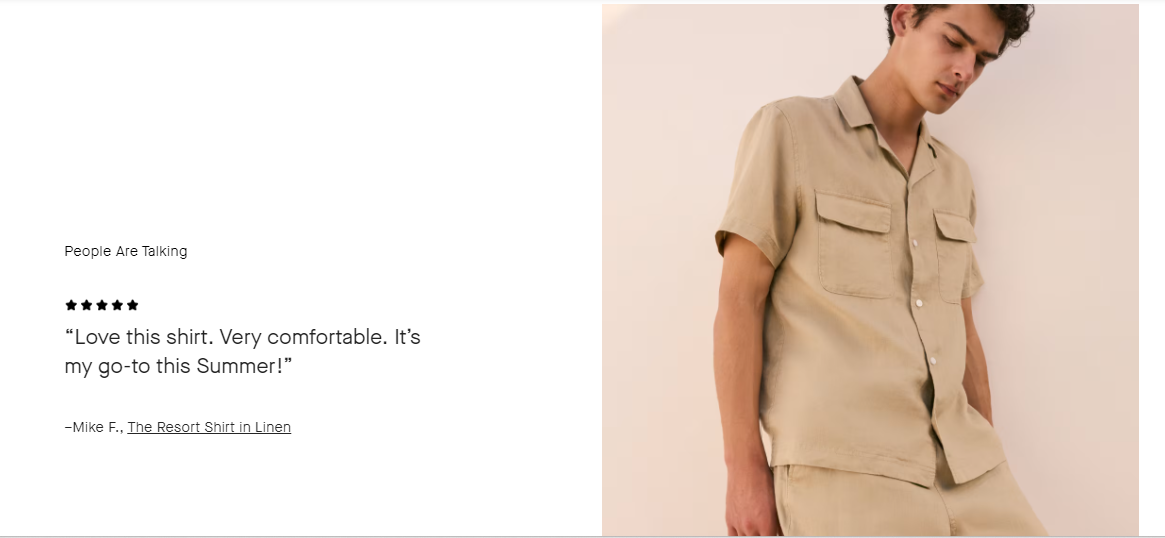 People Are Talking
“Love this shirt. Very comfortable. It’s
my go-to this Summer!”
–Mike F., The Resort Shirt in Linen